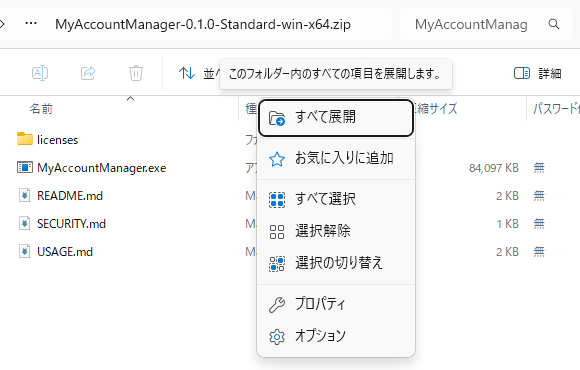 … MyAccountManager-0.1.0-Standard-win-x64.zip
MyAccountManag
並べ
このフォルダー内のすべての項目を展開します。
詳細
名前
サイズ
パスワード
すべて展開
licenses
MyAccountManager.exe
84,097 KB 無
お気に入りに追加
README.md
2 KB 無
すべて選択
SECURITY.md
1 KB 無
選択解除
USAGE.md
2 KB 無
選択の切り替え
プロパティ
オプション